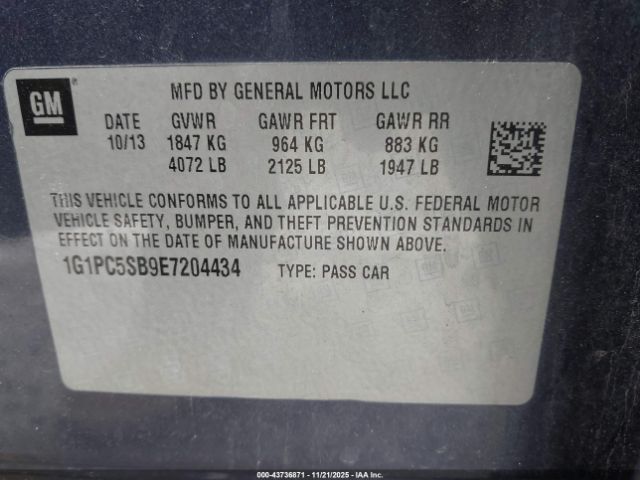 GM
MFD BY GENERAL MOTORS LLC
DATE GVWR GAWR FRT GAWR RR
10/13 1847 KG 964 KG 883 KG
4072 LB 2125 LB 1947 LB
THIS VEHICLE CONFORMS TO ALL APPLICABLE U.S. FEDERAL MOTOR
VEHICLE SAFETY, BUMPER, AND THEFT PREVENTION STANDARDS IN
EFFECT ON THE DATE OF MANUFACTURE SHOWN ABOVE.
1G1PC5SB9E7204434 TYPE: PASS CAR
000-43736871 - 11/21/2025 - IAA Inc.